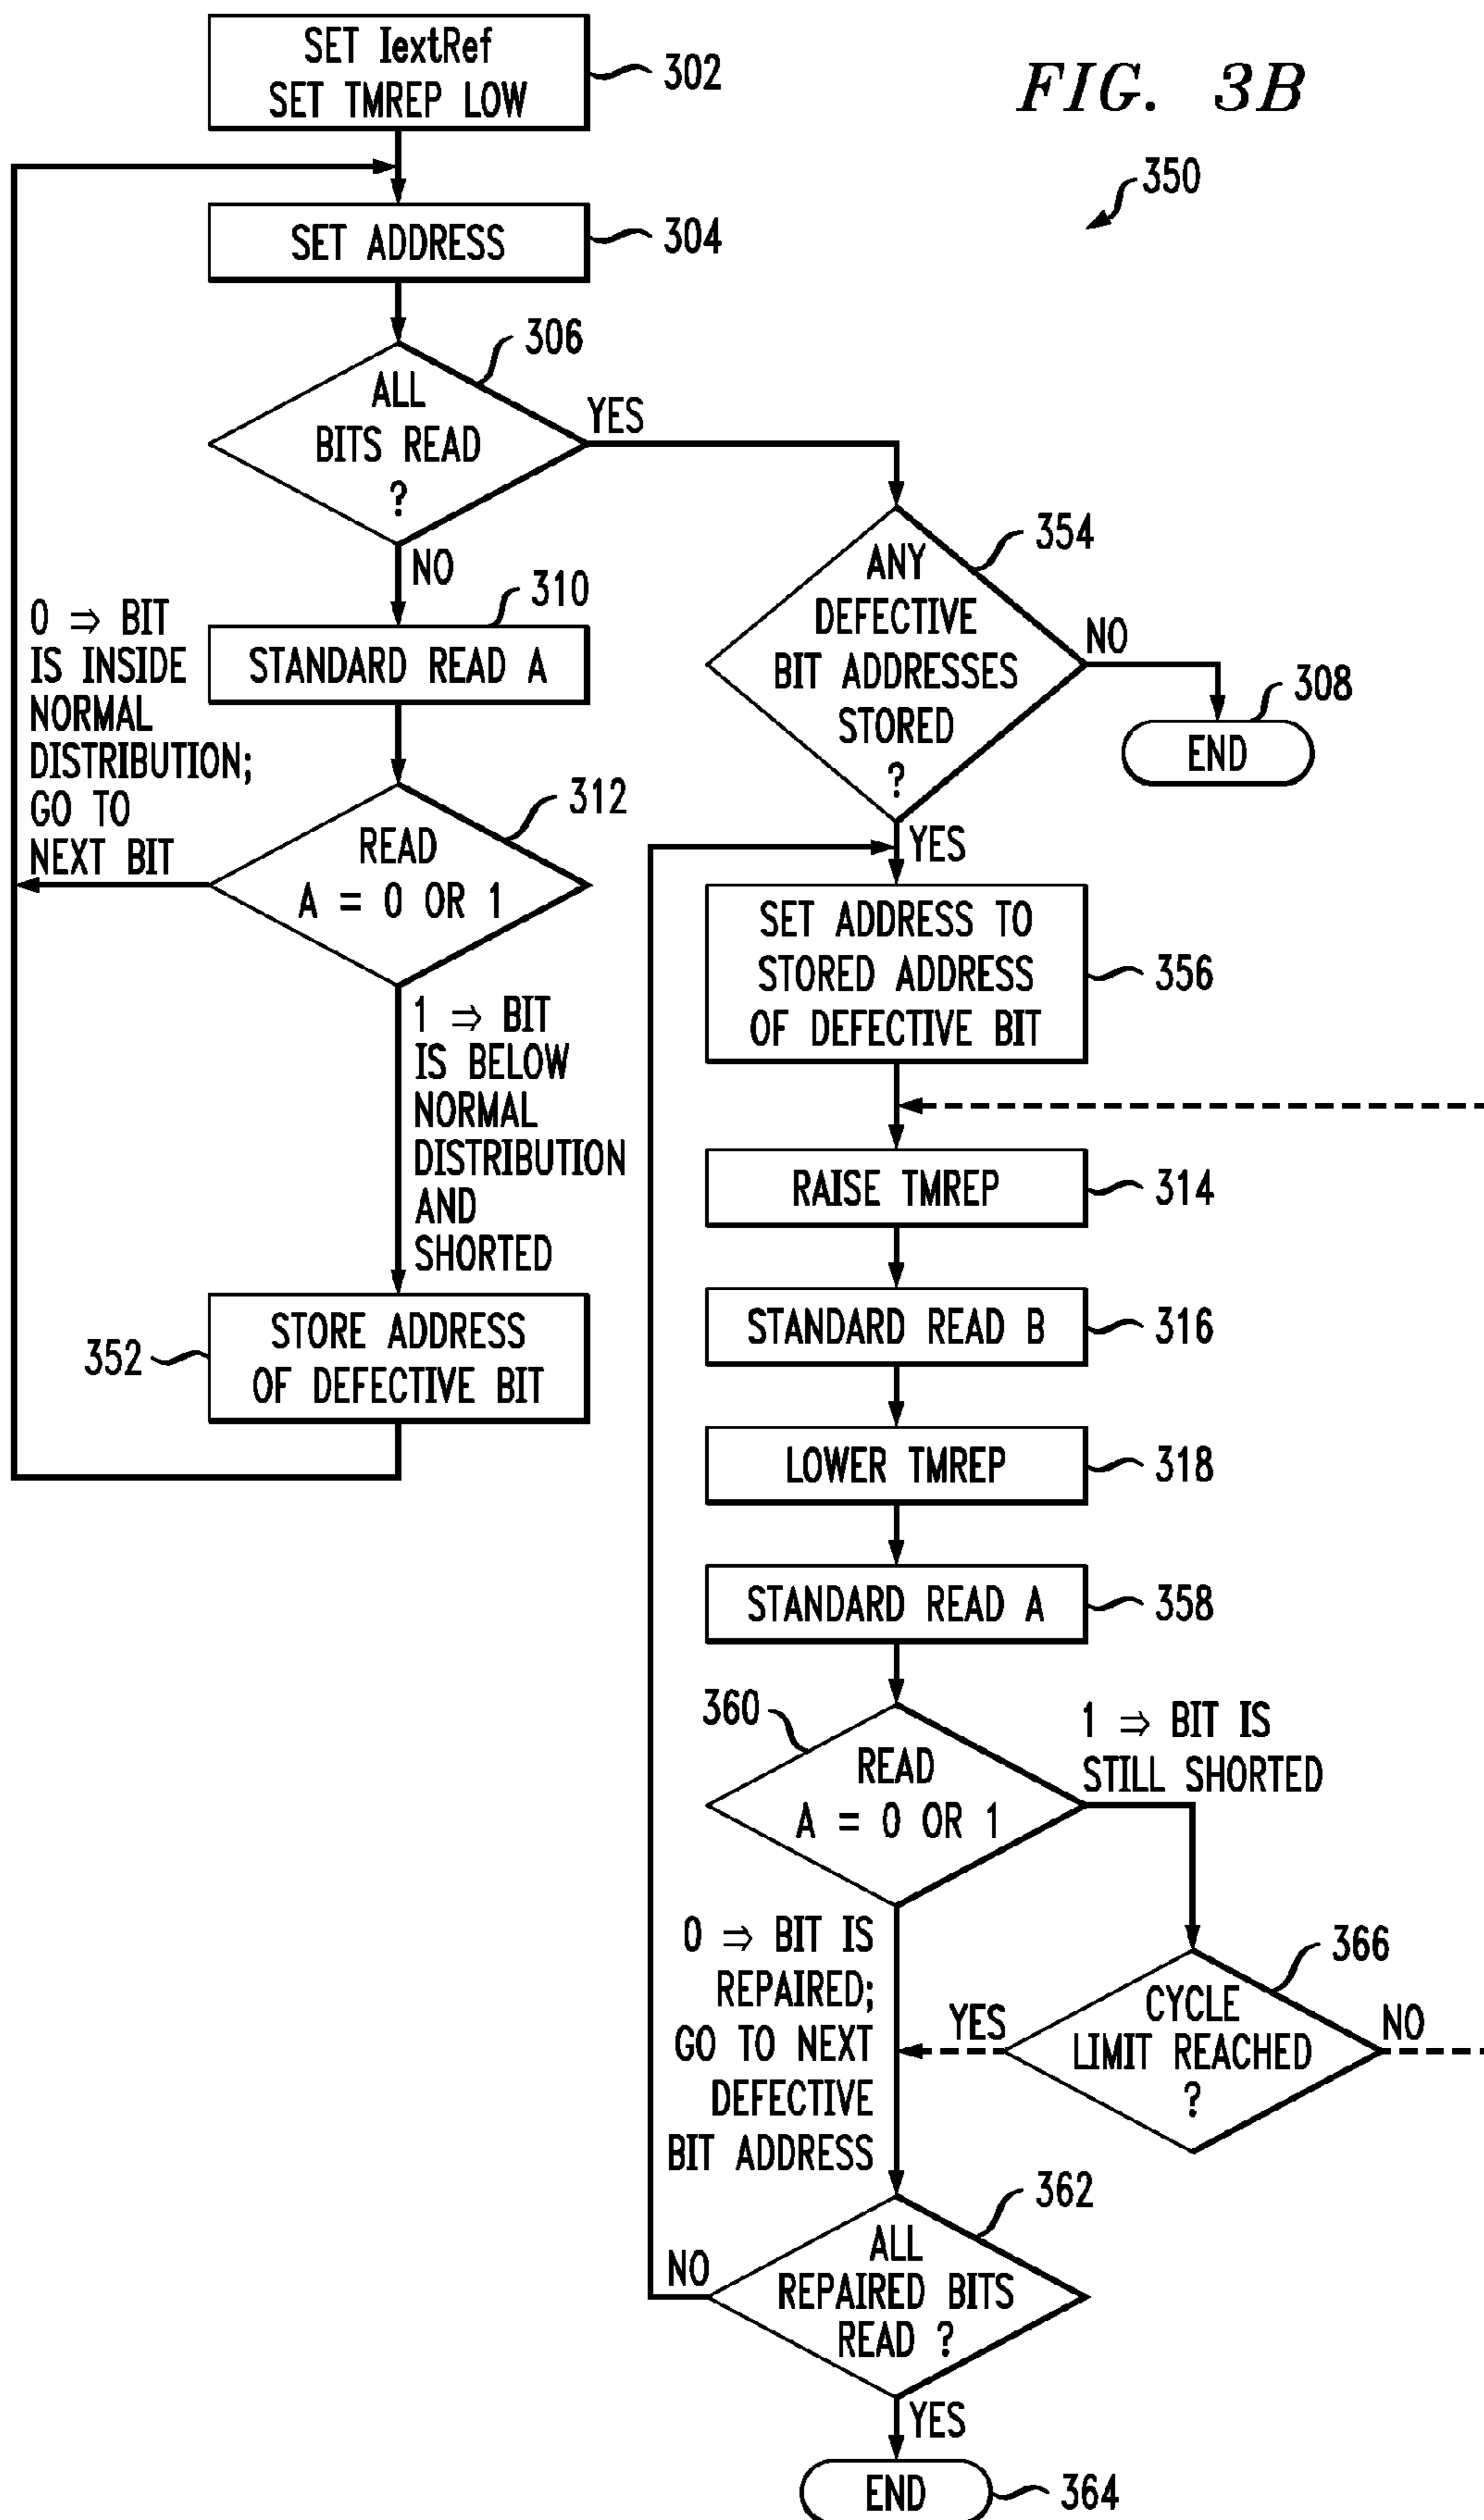 SET IextRef
SET TMREP LOW
302
FIG. 3B
350
SET ADDRESS
304
306
ALL
BITS READ
?
YES
NO
354
ANY
DEFECTIVE
BIT ADDRESSES
STORED
?
NO
308
END
YES
310
STANDARD READ A
0 ⇒ BIT
IS INSIDE
NORMAL
DISTRIBUTION;
GO TO
NEXT BIT
312
READ
A = 0 OR 1
1 ⇒ BIT
IS BELOW
NORMAL
DISTRIBUTION
AND
SHORTED
352
STORE ADDRESS
OF DEFECTIVE BIT
SET ADDRESS TO
STORED ADDRESS
OF DEFECTIVE BIT
356
RAISE TMREP
314
STANDARD READ B
316
LOWER TMREP
318
STANDARD READ A
358
360
READ
A = 0 OR 1
1 ⇒ BIT IS
STILL SHORTED
0 ⇒ BIT IS
REPAIRED;
GO TO NEXT
DEFECTIVE
BIT ADDRESS
366
CYCLE
LIMIT REACHED
?
YES
NO
362
ALL
REPAIRED BITS
READ ?
NO
YES
END
364